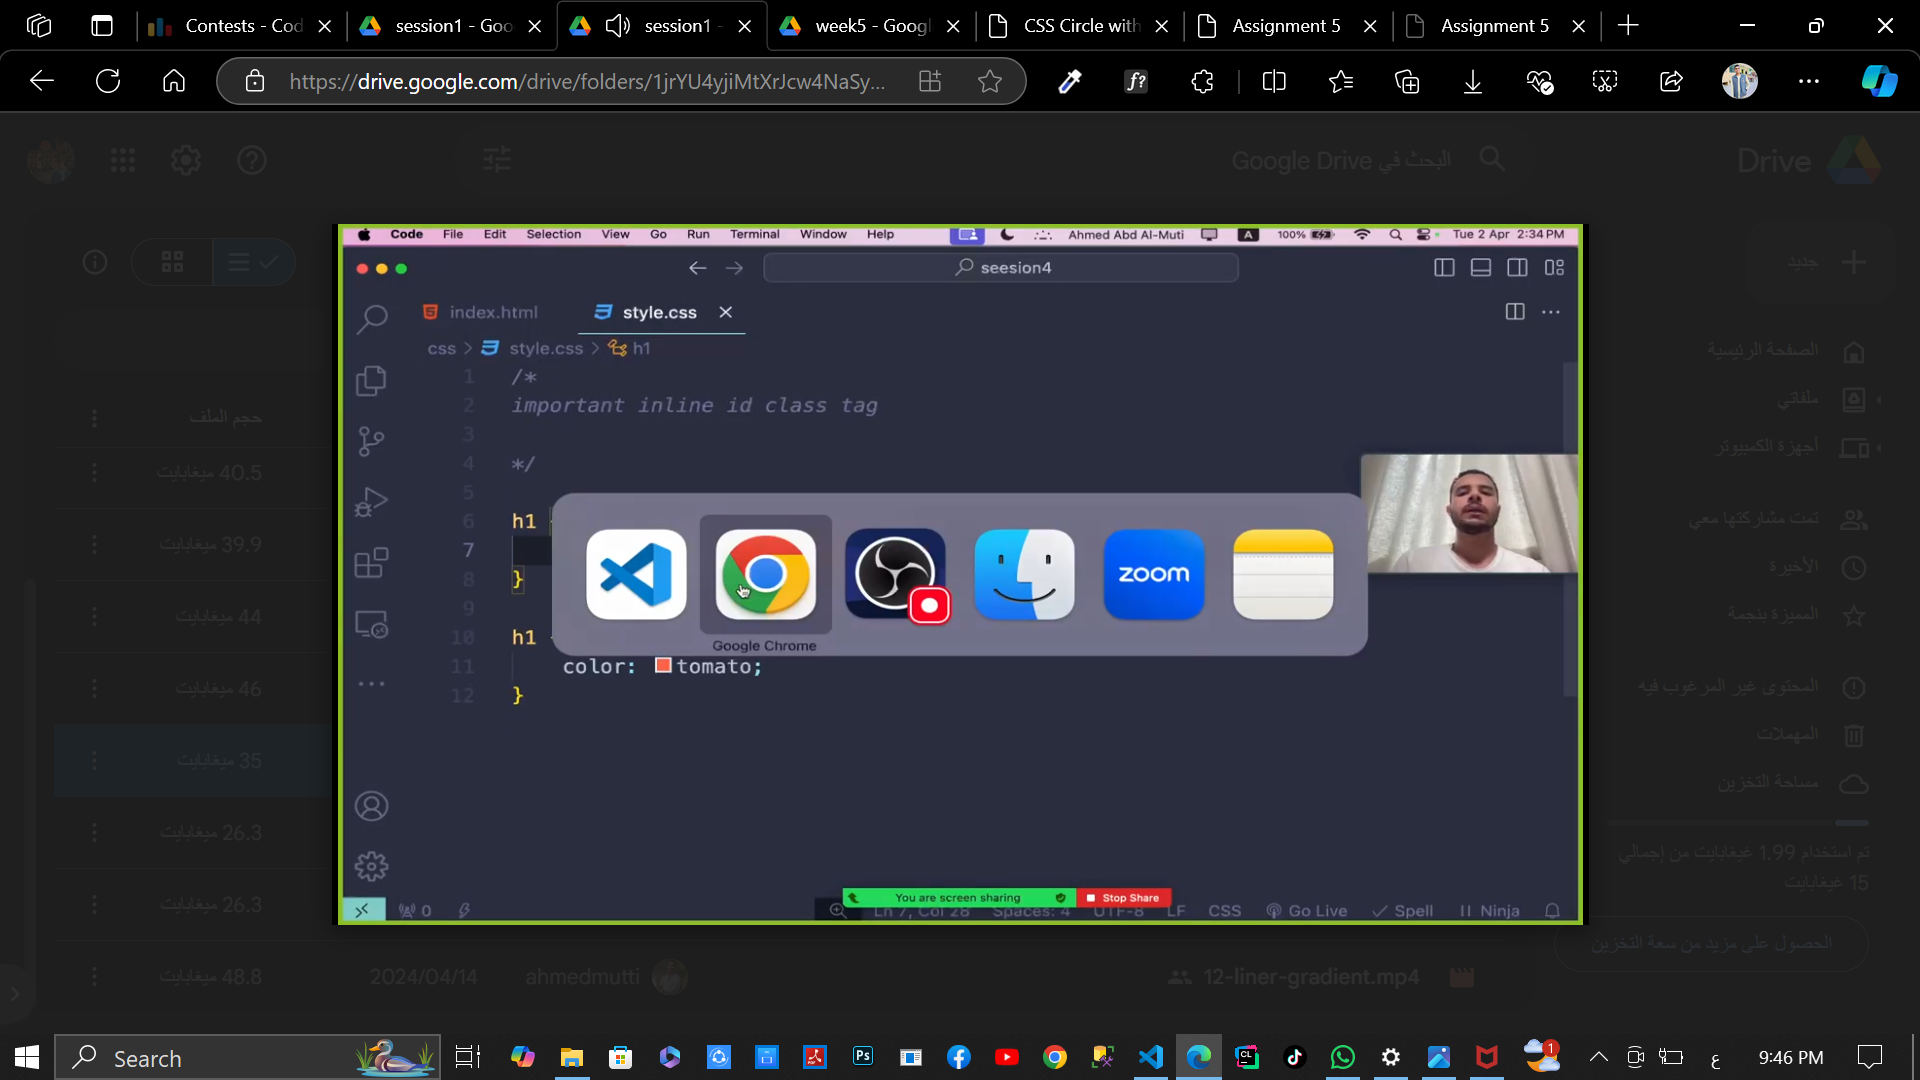 Contests - Cod
session1 - Goo
session1 -
week5 - Googl
CSS Circle with
Assignment 5
Assignment 5
https://drive.google.com/drive/folders/1jrYU4yjiMtXrJcw4NaSy...
Drive
البحث في Google Drive
Code File Edit Selection View Go Run Terminal Window Help
Ahmed Abd Al-Muti A 100% Tue 2 Apr 2:34 PM
seesion4
index.html
style.css
css > style.css > h1
1 /*
2 important inline id class tag
3
4 */
5
6 h1
7
8 }
9
10 h1
11 color: tomato;
12 }
zoom
Google Chrome
You are screen sharing
Stop Share
0
Ln 7, Col 28 Spaces: 4 UTF-8 LF CSS Go Live Spell Ninja
جديد
الصفحة الرئيسية
ملفاتي
أجهزة الكمبيوتر
تمت مشاركتها معي
الأخيرة
المميزة بنجمة
المحتوى غير المرغوب فيه
المهملات
مساحة التخزين
تم استخدام 1.99 غيغابايت من إجمالي
15 غيغابايت
الحصول على مزيد من سعة التخزين
حجم الملف
40.5 ميغابايت
39.9 ميغابايت
44 ميغابايت
46 ميغابايت
35 ميغابايت
26.3 ميغابايت
26.3 ميغابايت
12-liner-gradient.mp4
ahmedmutti
2024/04/14
48.8 ميغابايت
Search
Ps
CL
1
ع
9:46 PM